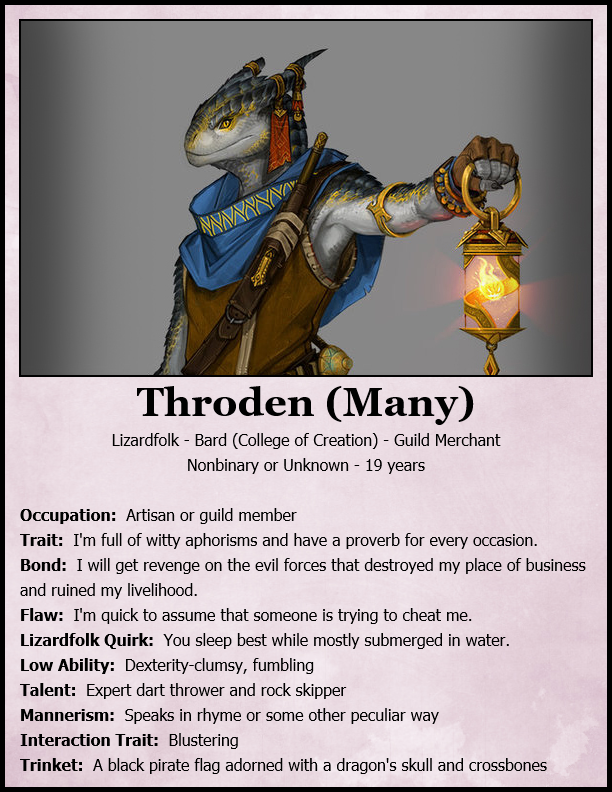 Throden (Many)
Lizardfolk - Bard (College of Creation) - Guild Merchant
Nonbinary or Unknown - 19 years
Occupation: Artisan or guild member
Trait: I'm full of witty aphorisms and have a proverb for every occasion.
Bond: I will get revenge on the evil forces that destroyed my place of business
and ruined my livelihood.
Flaw: I'm quick to assume that someone is trying to cheat me.
Lizardfolk Quirk: You sleep best while mostly submerged in water.
Low Ability: Dexterity-clumsy, fumbling
Talent: Expert dart thrower and rock skipper
Mannerism: Speaks in rhyme or some other peculiar way
Interaction Trait: Blustering
Trinket: A black pirate flag adorned with a dragon's skull and crossbones